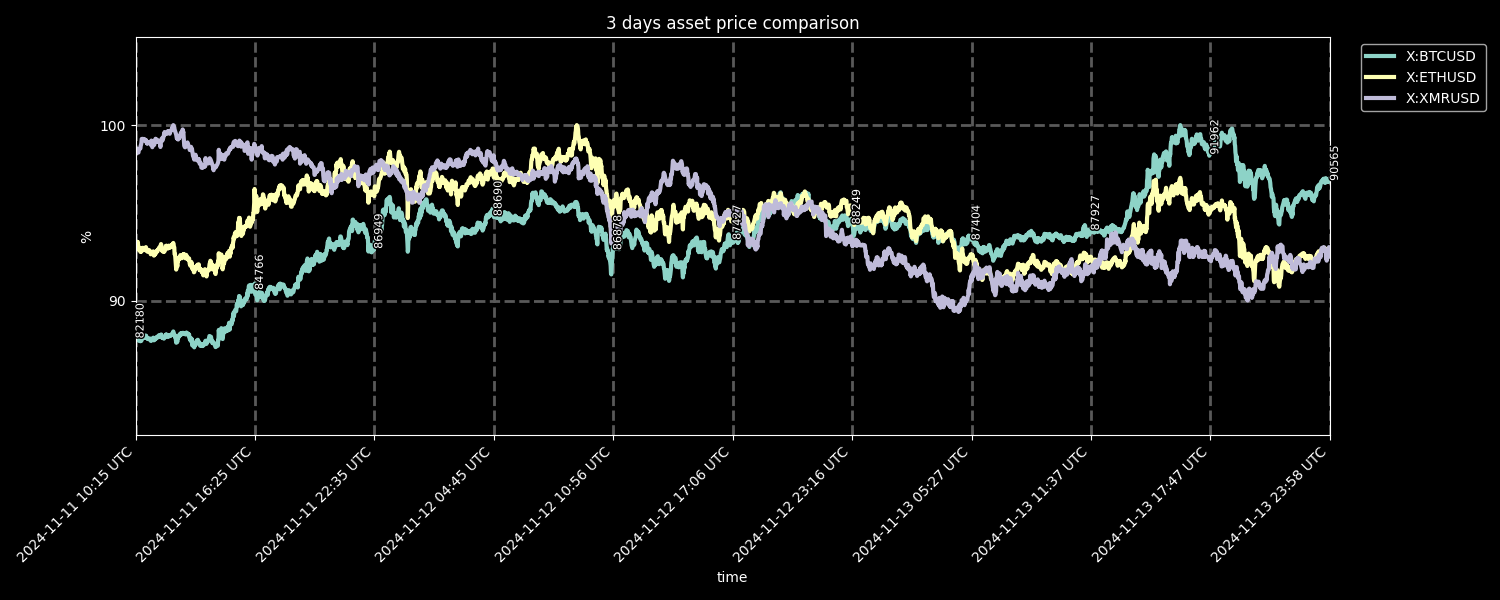 3 days asset price comparison
X:BTCUSD
X:ETHUSD
X:XMRUSD
100
90
%
82180
84766
86949
88690
86878
87427
88249
87404
87927
91962
90565
2024-11-11 10:15 UTC
2024-11-11 16:25 UTC
2024-11-11 22:35 UTC
2024-11-12 04:45 UTC
2024-11-12 10:56 UTC
2024-11-12 17:06 UTC
2024-11-12 23:16 UTC
2024-11-13 05:27 UTC
2024-11-13 11:37 UTC
2024-11-13 17:47 UTC
2024-11-13 23:58 UTC
time